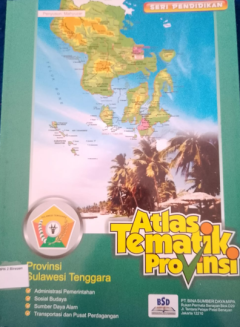 SERI PENDIDIKAN
Atlas
Tematik
Provinsi
Provinsi
Sulawesi Tenggara
Administrasi Pemerintahan
Sosial Budaya
Sumber Daya Alam
Transportasi dan Pusat Perdagangan
BSD